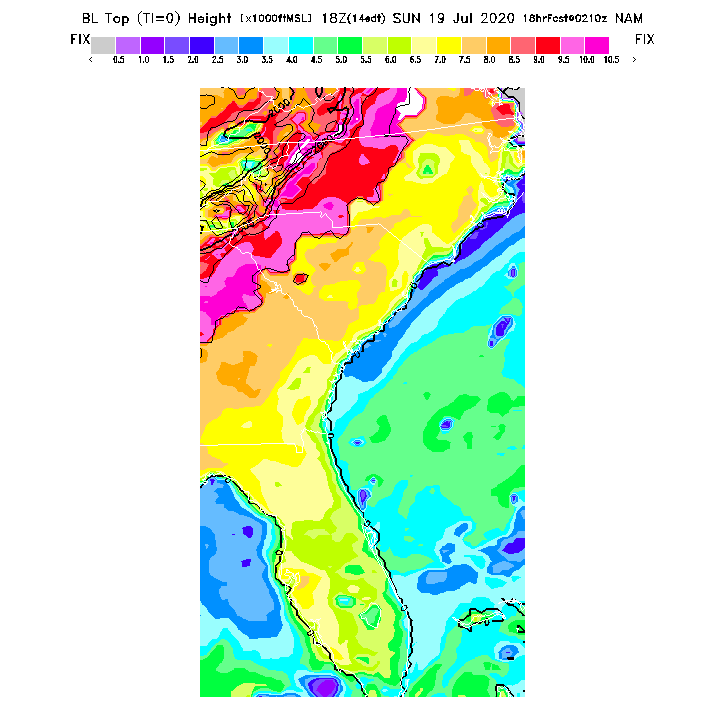 BL Top (TI=0) Height [x1000ftMSL] 18Z(14edt) SUN 19 Jul 2020 18hrFcst@0210z NAM
FIX FIX
< 0.5 1.0 1.5 2.0 2.5 3.0 3.5 4.0 4.5 5.0 5.5 6.0 6.5 7.0 7.5 8.0 8.5 9.0 9.5 10.0 10.5 >
2000